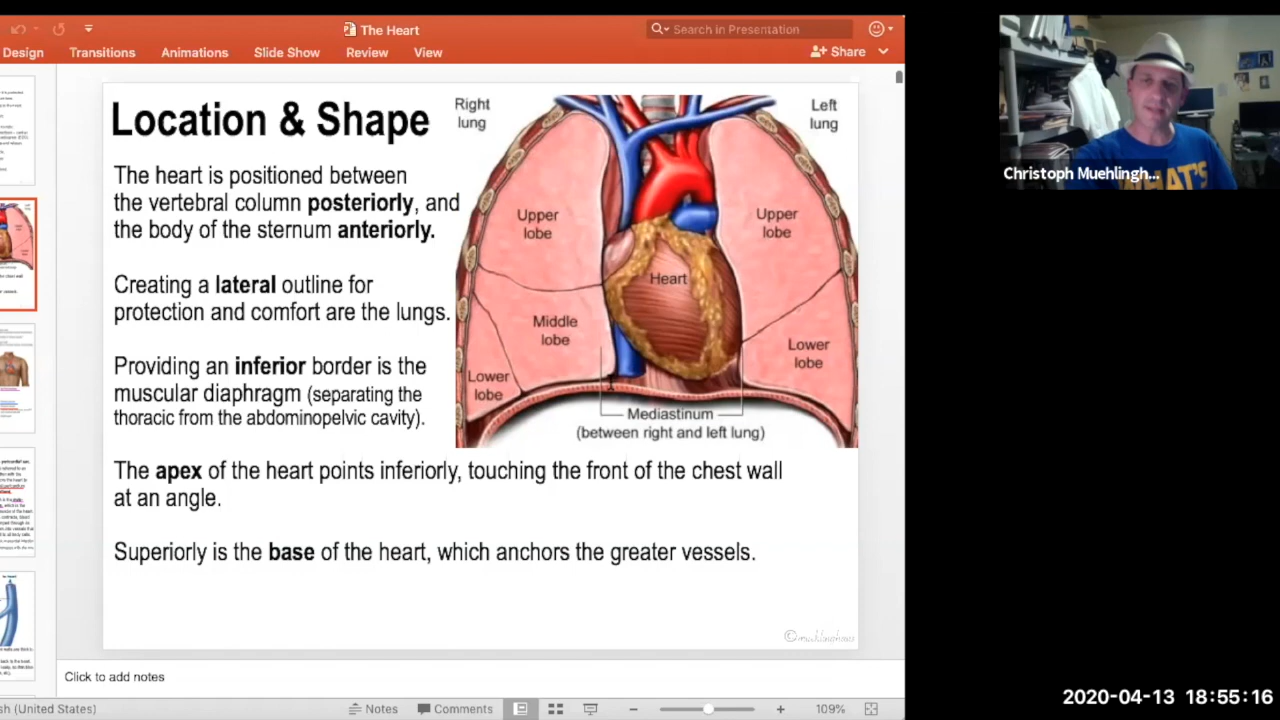 The Heart
Search in Presentation
Design
Transitions
Animations
Slide Show
Review
View
Share
Location & Shape
The heart is positioned between
the vertebral column posteriorly, and
the body of the sternum anteriorly.
Creating a lateral outline for
protection and comfort are the lungs.
Providing an inferior border is the
muscular diaphragm (separating the
thoracic from the abdominopelvic cavity).
The apex of the heart points inferiorly, touching the front of the chest wall
at an angle.
Superiorly is the base of the heart, which anchors the greater vessels.
Right
lung
Left
lung
Upper
lobe
Upper
lobe
Heart
Middle
lobe
Lower
lobe
Lower
lobe
Mediastinum
(between right and left lung)
Click to add notes
sh (United States)
Notes
Comments
109%
Christoph Muehlingh...
WHAT'S
2020-04-13 18:55:16